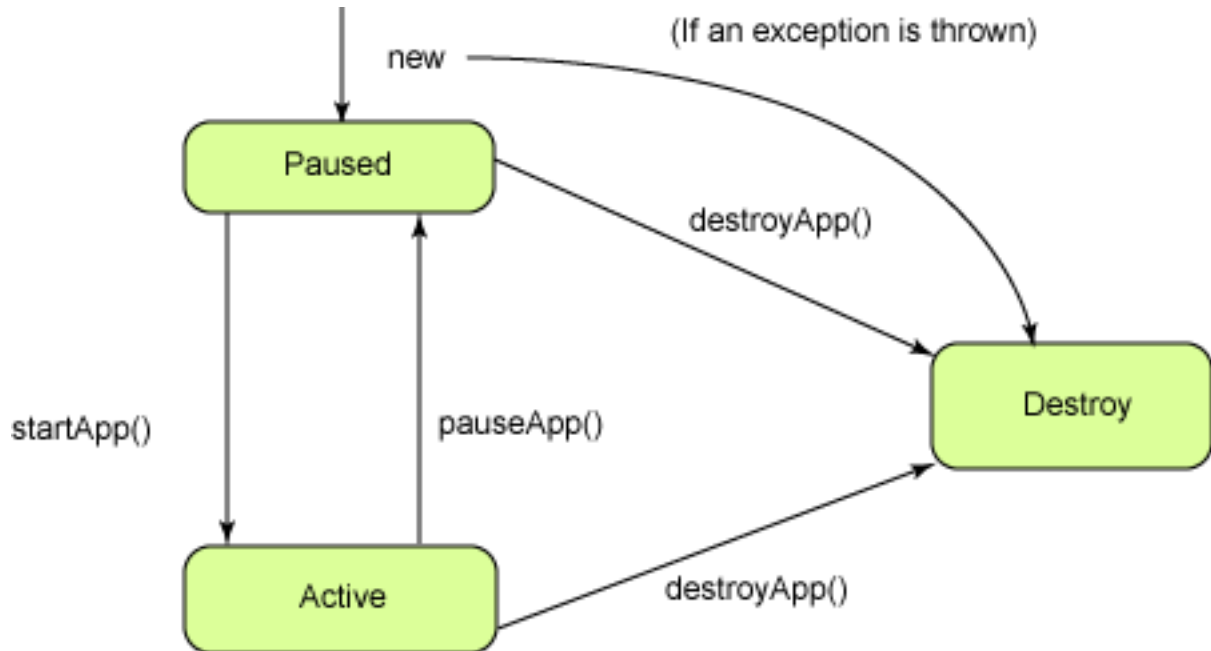 (If an exception is thrown)
new
Paused
destroyApp()
Destroy
startApp()
pauseApp()
Active
destroyApp()